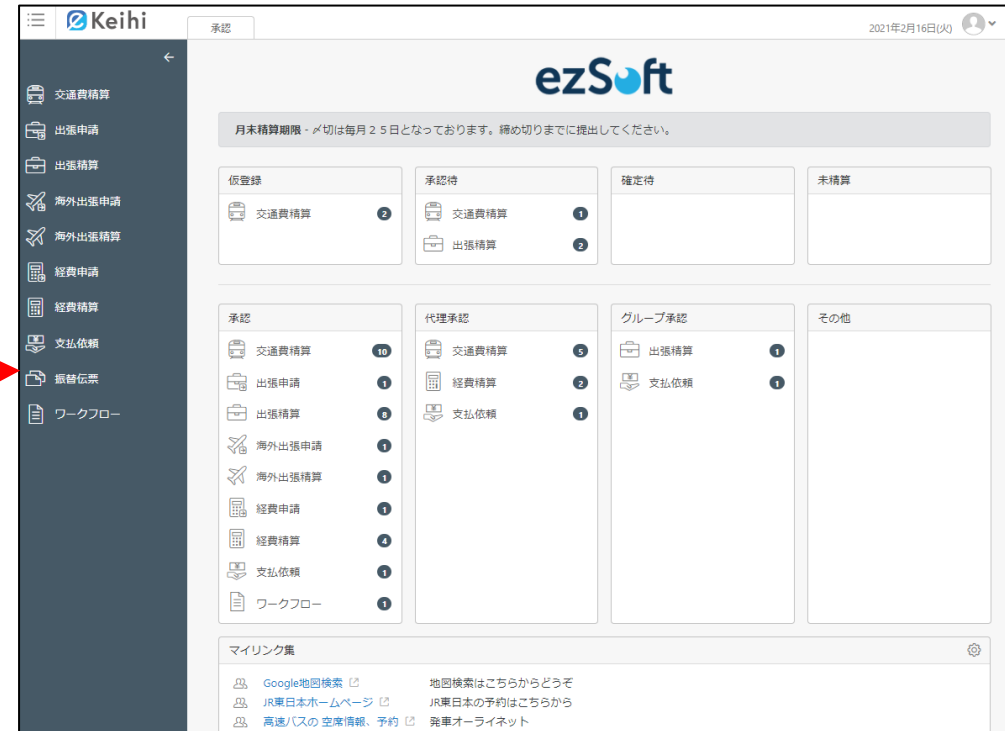 Keihi
承認
2021年2月16日(火)
交通費精算
出張申請
出張精算
海外出張申請
海外出張精算
経費申請
経費精算
支払依頼
振替伝票
ワークフロー
ezSoft
月末精算期限 - 〆切は毎月２５日となっております。締め切りまでに提出してください。
仮登録
交通費精算 2
承認待
交通費精算 1
出張精算 2
確定待
未精算
承認
交通費精算 10
出張申請 1
出張精算 8
海外出張申請 1
海外出張精算 1
経費申請 1
経費精算 4
支払依頼 1
ワークフロー 1
代理承認
交通費精算 5
経費精算 2
支払依頼 1
グループ承認
出張精算 1
支払依頼 1
その他
マイリンク集
Google地図検索 地図検索はこちらからどうぞ
JR東日本ホームページ JR東日本の予約はこちらから
高速バスの 空席情報、予約 発車オーライネット